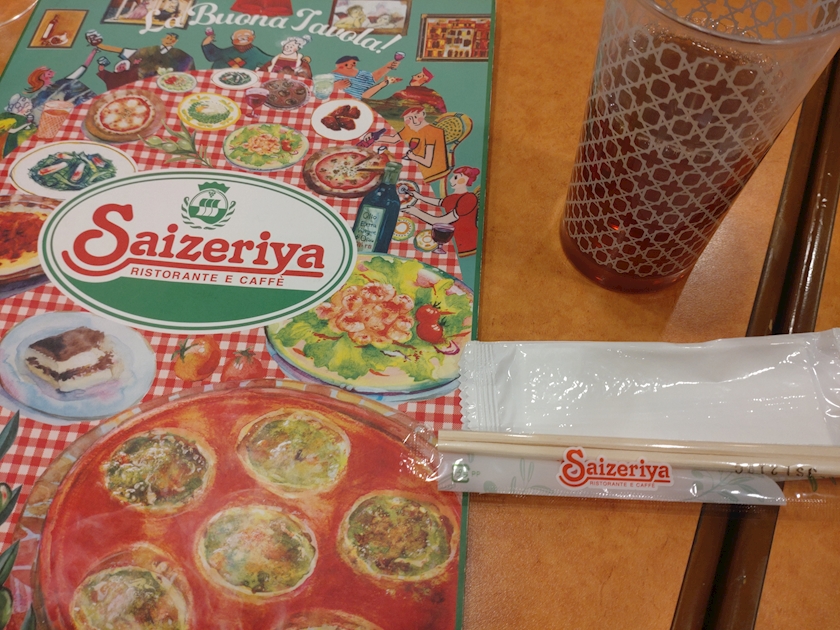 La Buona Tavola!
Saizeriya
RISTORANTE E CAFFÈ
Saizeriya
RISTORANTE E CAFFÈ